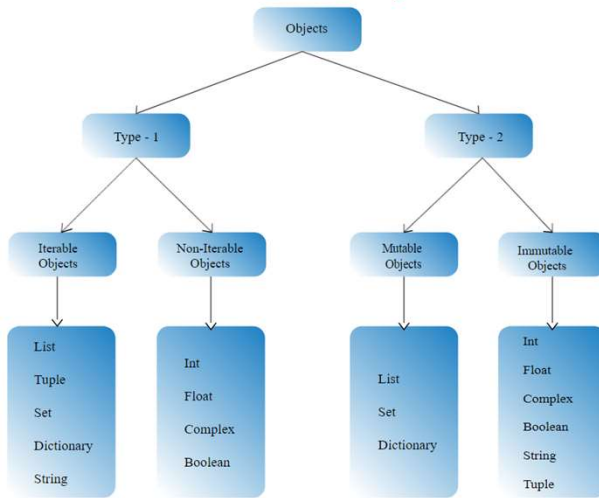 Objects
Type - 1
Type - 2
Iterable
Objects
Non-Iterable
Objects
Mutable
Objects
Immutable
Objects
List
Tuple
Set
Dictionary
String
Int
Float
Complex
Boolean
List
Set
Dictionary
Int
Float
Complex
Boolean
String
Tuple